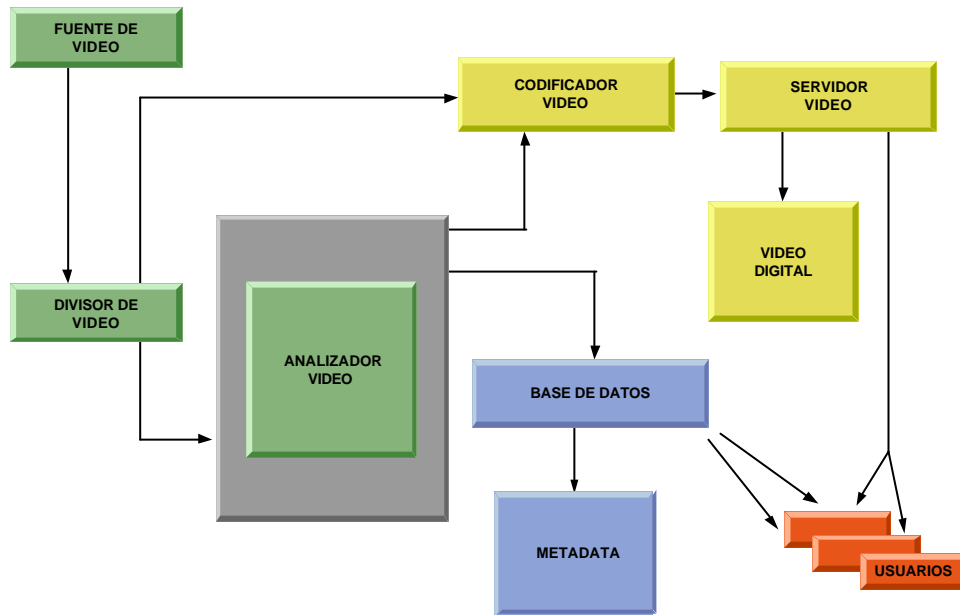 FUENTE DE
VIDEO
CODIFICADOR
VIDEO
SERVIDOR
VIDEO
VIDEO
DIGITAL
DIVISOR DE
VIDEO
ANALIZADOR
VIDEO
BASE DE DATOS
METADATA
USUARIOS